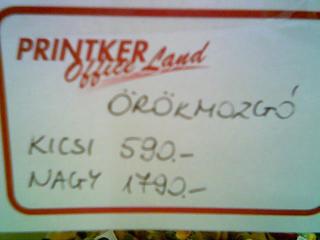 PRINTKER
Office Land
ÖRÖKMOZGÓ
KICSI 590.-
NAGY 1790.-